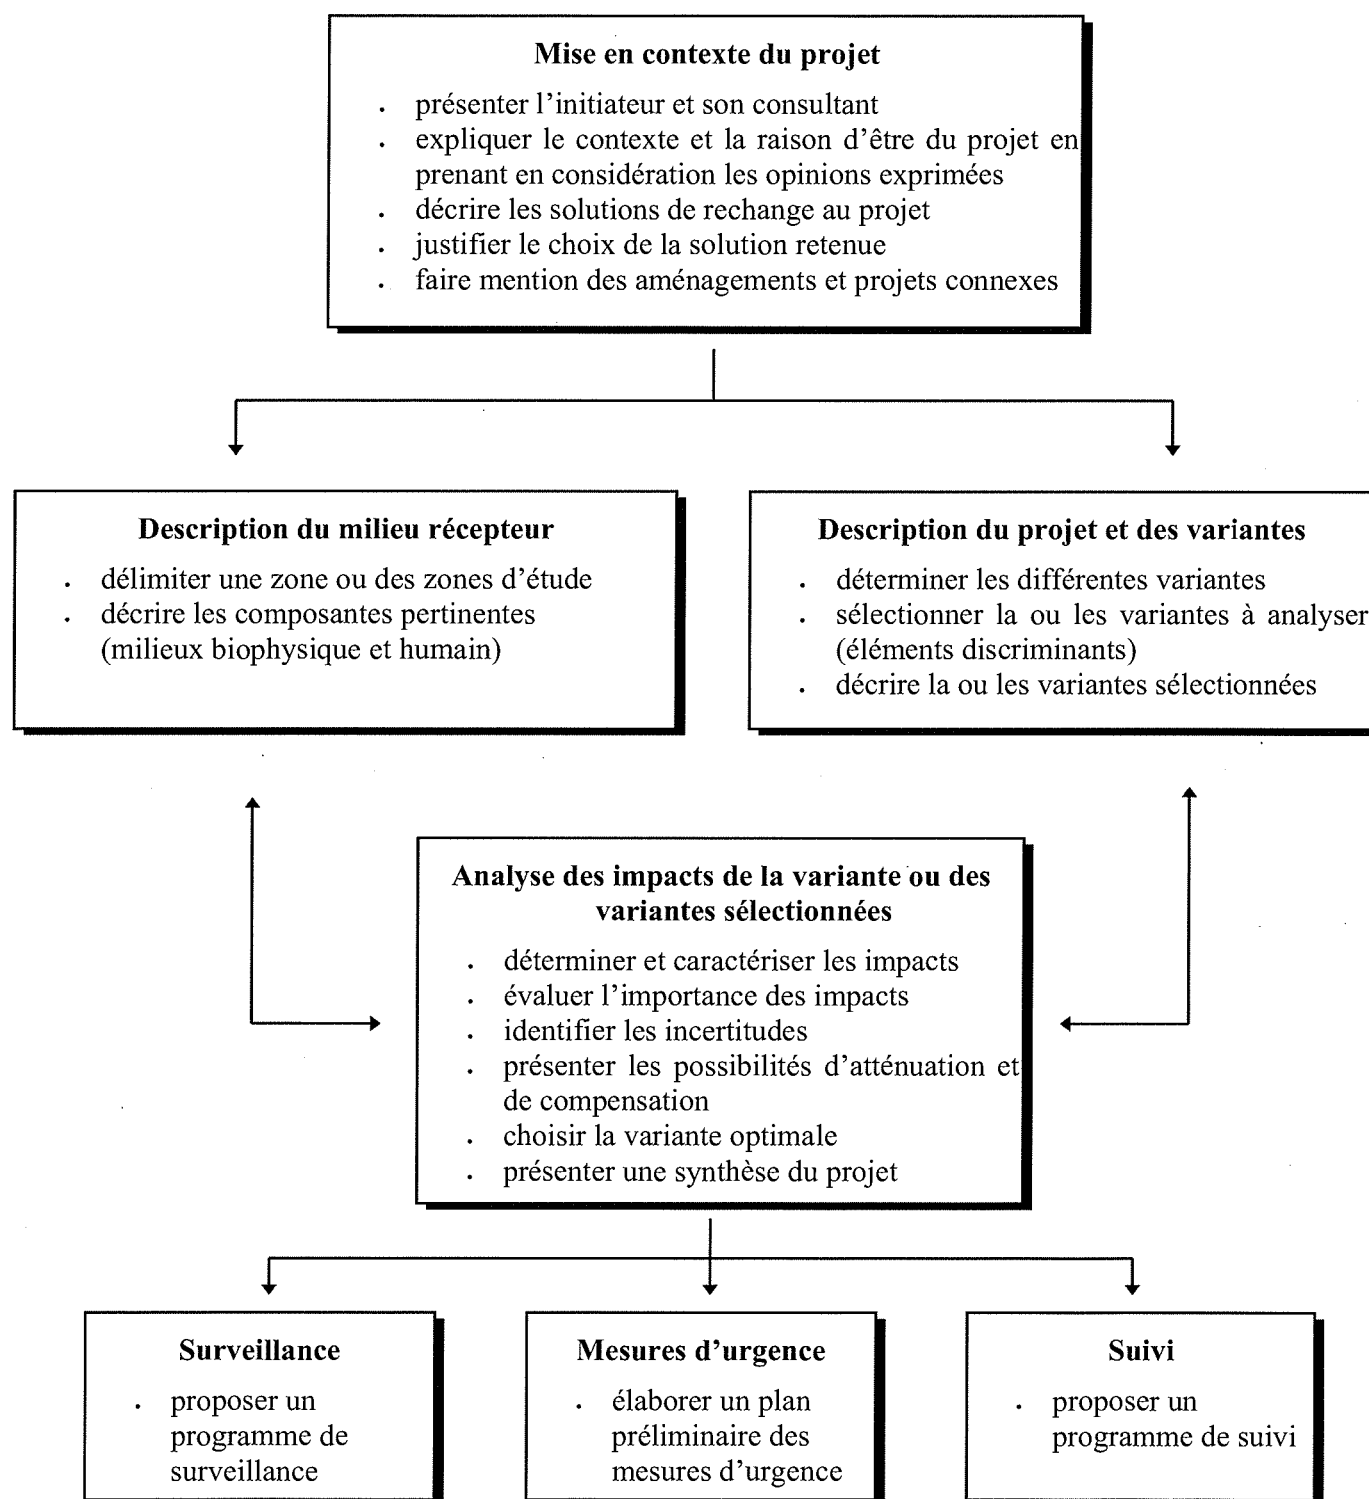 Mise en contexte du projet
. présenter l’initiateur et son consultant
. expliquer le contexte et la raison d’être du projet en
prenant en considération les opinions exprimées
. décrire les solutions de rechange au projet
. justifier le choix de la solution retenue
. faire mention des aménagements et projets connexes
Description du milieu récepteur
. délimiter une zone ou des zones d’étude
. décrire les composantes pertinentes
(milieux biophysique et humain)
Description du projet et des variantes
. déterminer les différentes variantes
. sélectionner la ou les variantes à analyser
(éléments discriminants)
. décrire la ou les variantes sélectionnées
Analyse des impacts de la variante ou des
variantes sélectionnées
. déterminer et caractériser les impacts
. évaluer l’importance des impacts
. identifier les incertitudes
. présenter les possibilités d’atténuation et
de compensation
. choisir la variante optimale
. présenter une synthèse du projet
Surveillance
. proposer un
programme de
surveillance
Mesures d’urgence
. élaborer un plan
préliminaire des
mesures d’urgence
Suivi
. proposer un
programme de suivi